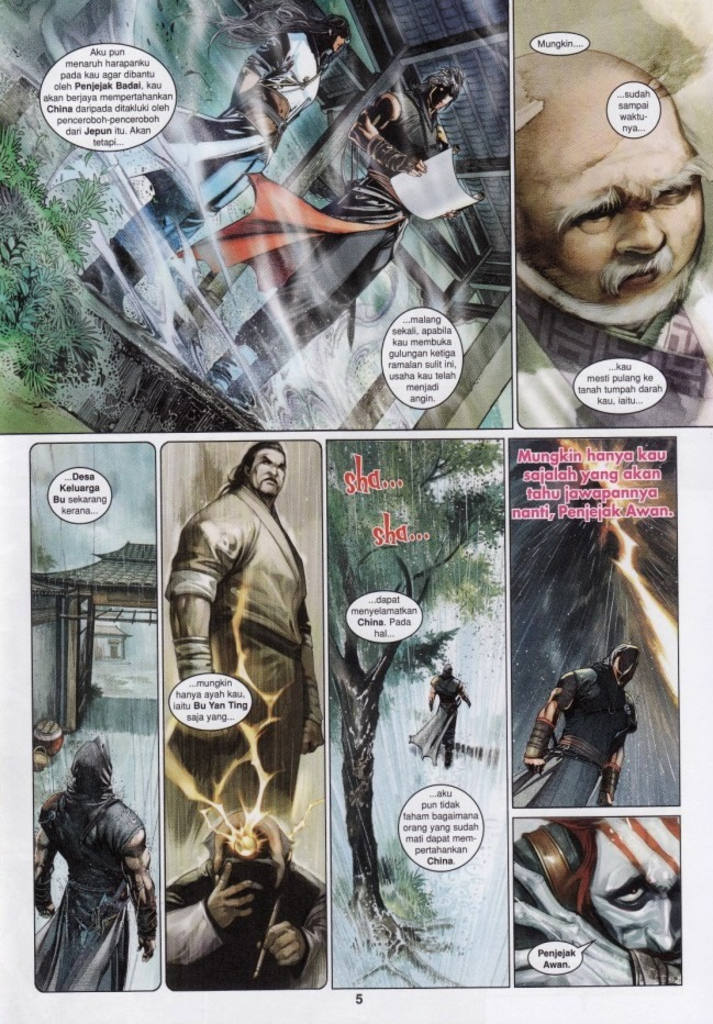 Aku pun
menaruh harapanku
pada kau agar dibantu
oleh Penjejak Badai, kau
akan berjaya mempertahankan
China daripada ditakluki oleh
penceroboh-penceroboh
dari Jepun itu. Akan
tetapi...
...malang
sekali, apabila
kau membuka
gulungan ketiga
ramalan sulit ini,
usaha kau telah
menjadi
angin.
Mungkin....
...sudah
sampai
waktu-
nya...
...kau
mesti pulang ke
tanah tumpah darah
kau, iaitu...
...Desa
Keluarga
Bu sekarang
kerana...
...mungkin
hanya ayah kau,
iaitu Bu Yan Ting
saja yang...
sha...
sha...
...dapat
menyelamatkan
China. Pada
hal...
...aku
pun tidak
faham bagaimana
orang yang sudah
mati dapat mem-
pertahankan
China.
Mungkin hanya kau
sajalah yang akan
tahu jawapannya
nanti, Penjejak Awan.
Penjejak
Awan.
5